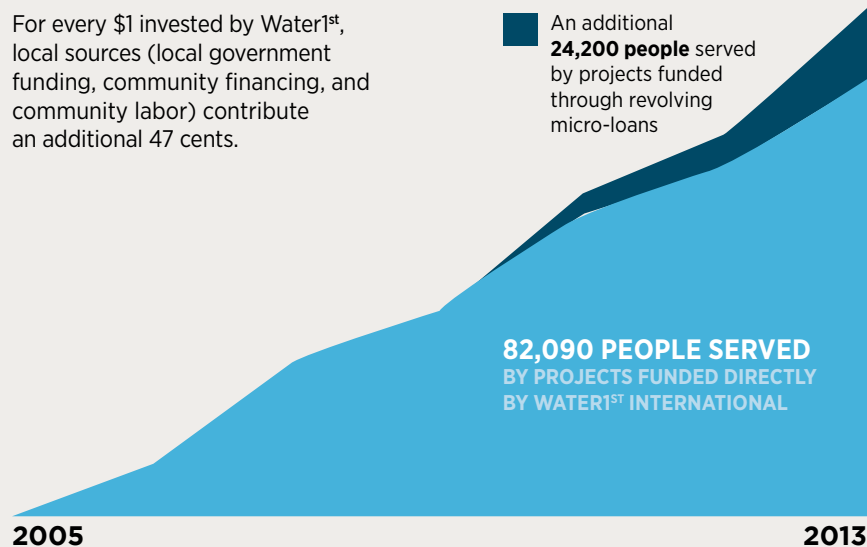 For every $1 invested by Water1st,
local sources (local government
funding, community financing, and
community labor) contribute
an additional 47 cents.
An additional
24,200 people served
by projects funded
through revolving
micro-loans
82,090 PEOPLE SERVED
BY PROJECTS FUNDED DIRECTLY
BY WATER1ST INTERNATIONAL
2005
2013